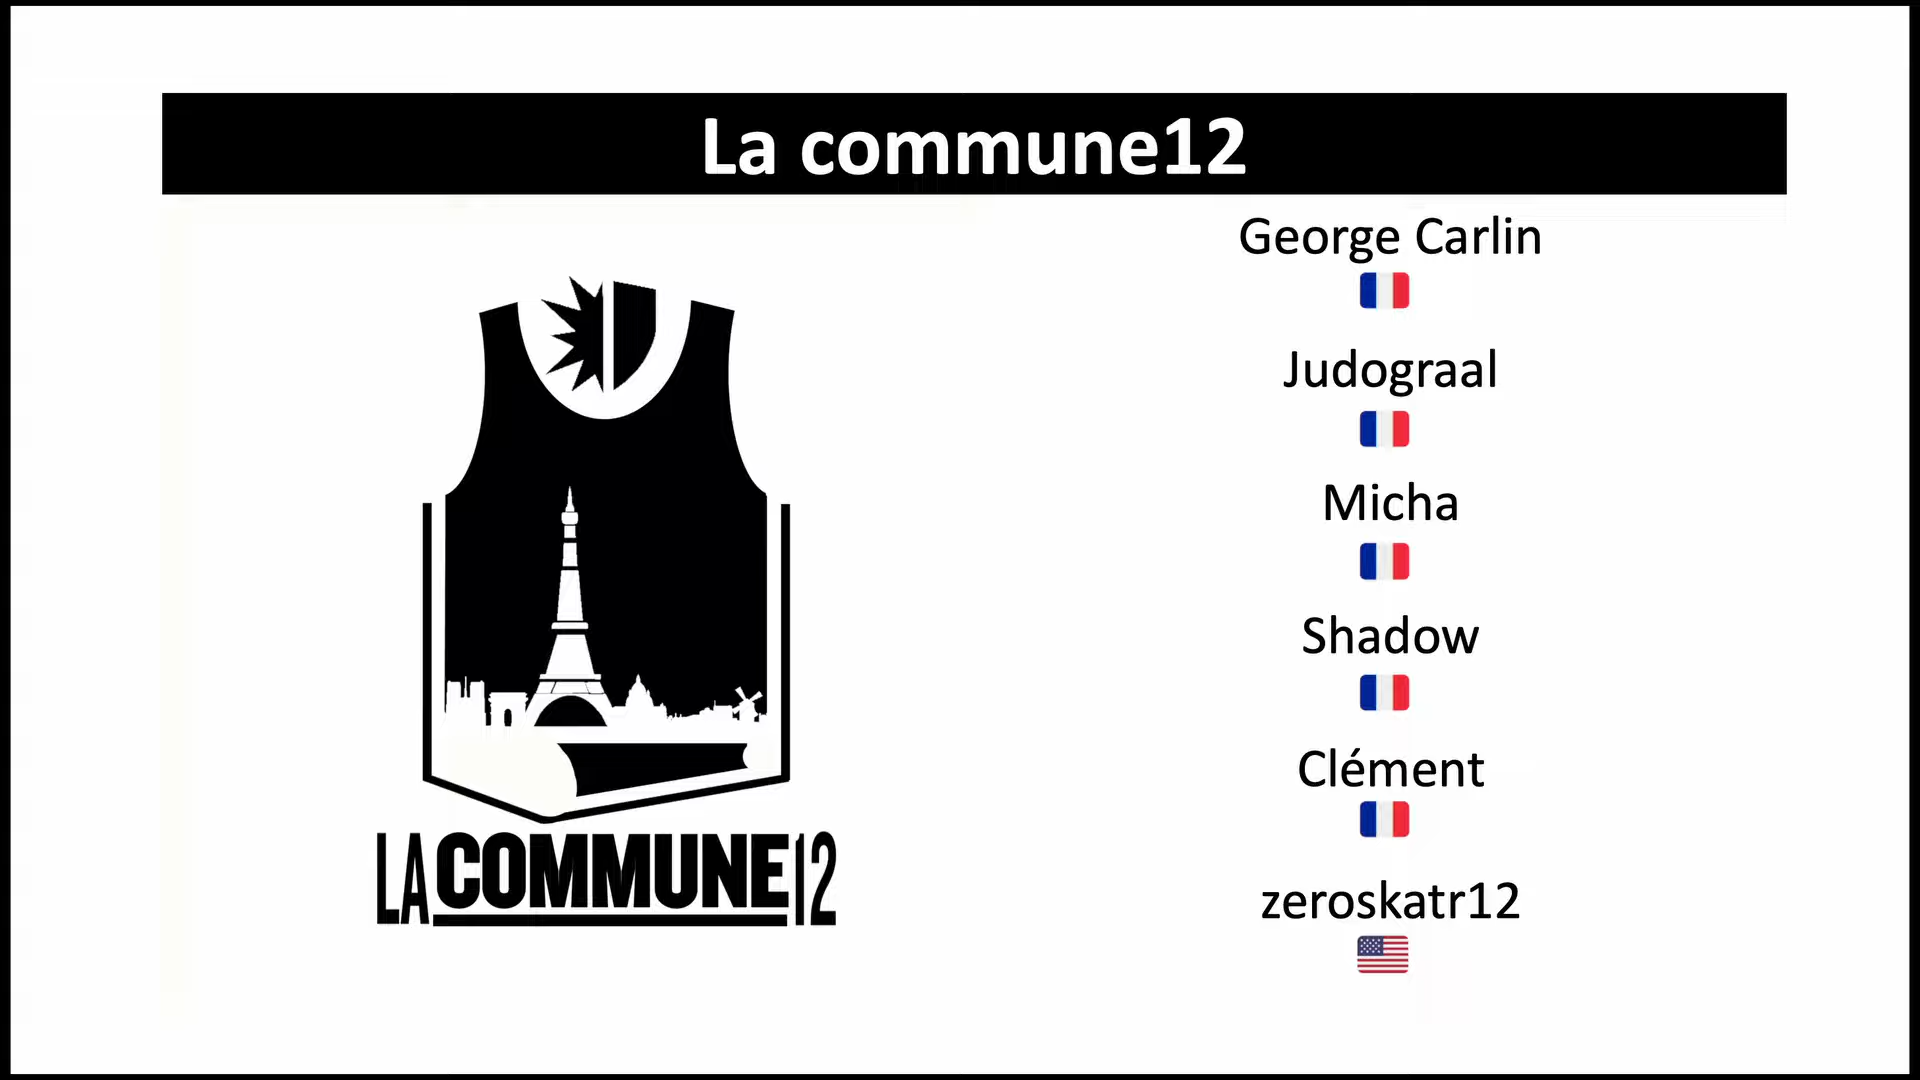 La commune12
George Carlin
Judograal
Micha
Shadow
Clément
zeroskatr12
LACOMMUNE12